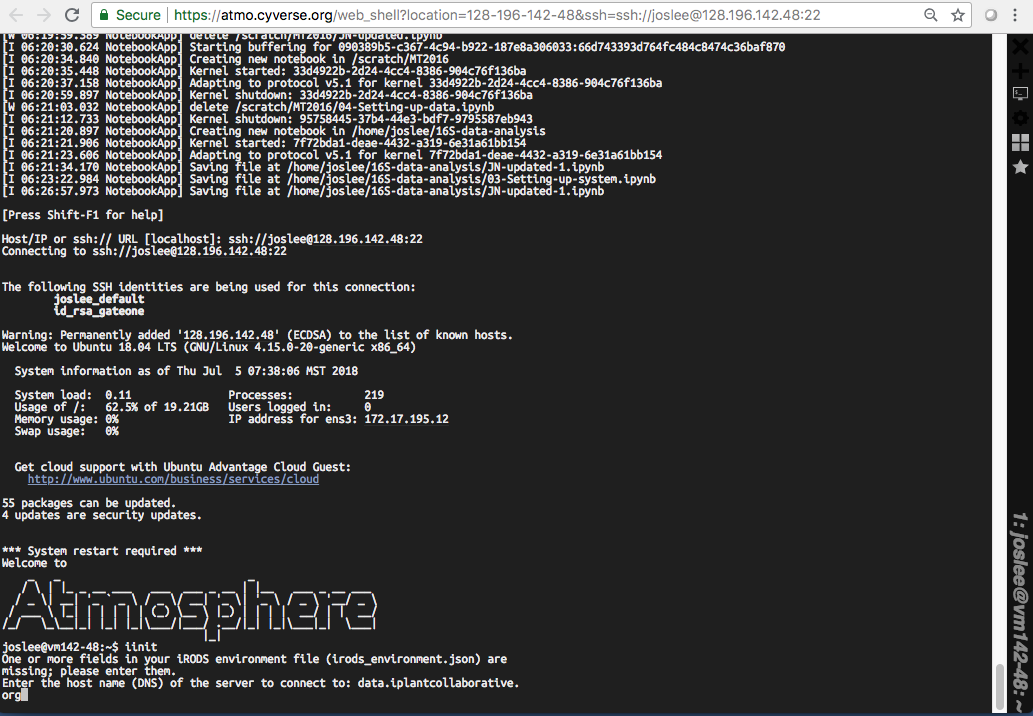 Secure | https://atmo.cyverse.org/web_shell?location=128-196-142-48&ssh=ssh://joslee@128.196.142.48:22
[W 06:19:59.389 NotebookApp] delete /scratch/MT2016/JN-updated.ipynb
[I 06:20:30.624 NotebookApp] Starting buffering for 090389b5-c367-4c94-b922-187e8a306033:66d743393d764fc484c8474c36baf870
[I 06:20:34.840 NotebookApp] Creating new notebook in /scratch/MT2016
[I 06:20:35.448 NotebookApp] Kernel started: 33d4922b-2d24-4cc4-8386-904c76f136ba
[I 06:20:37.158 NotebookApp] Adapting to protocol v5.1 for kernel 33d4922b-2d24-4cc4-8386-904c76f136ba
[I 06:20:59.897 NotebookApp] Kernel shutdown: 33d4922b-2d24-4cc4-8386-904c76f136ba
[W 06:21:03.032 NotebookApp] delete /scratch/MT2016/04-Setting-up-data.ipynb
[I 06:21:12.733 NotebookApp] Kernel shutdown: 95758445-37b4-44e3-bdf7-9795587eb943
[I 06:21:20.897 NotebookApp] Creating new notebook in /home/joslee/16S-data-analysis
[I 06:21:21.906 NotebookApp] Kernel started: 7f72bda1-deae-4432-a319-6e31a61bb154
[I 06:21:23.606 NotebookApp] Adapting to protocol v5.1 for kernel 7f72bda1-deae-4432-a319-6e31a61bb154
[I 06:21:34.170 NotebookApp] Saving file at /home/joslee/16S-data-analysis/JN-updated-1.ipynb
[I 06:23:22.984 NotebookApp] Saving file at /home/joslee/16S-data-analysis/03-Setting-up-system.ipynb
[I 06:26:57.973 NotebookApp] Saving file at /home/joslee/16S-data-analysis/JN-updated-1.ipynb
[Press Shift-F1 for help]
Host/IP or ssh:// URL [localhost]: ssh://joslee@128.196.142.48:22
Connecting to ssh://joslee@128.196.142.48:22
The following SSH identities are being used for this connection:
joslee_default
id_rsa_gateone
Warning: Permanently added '128.196.142.48' (ECDSA) to the list of known hosts.
Welcome to Ubuntu 18.04 LTS (GNU/Linux 4.15.0-20-generic x86_64)
System information as of Thu Jul  5 07:38:06 MST 2018
System load:  0.11    Processes:           219
Usage of /:   62.5% of 19.21GB   Users logged in:     0
Memory usage: 0%    IP address for ens3: 172.17.195.12
Swap usage:   0%
Get cloud support with Ubuntu Advantage Cloud Guest:
http://www.ubuntu.com/business/services/cloud
55 packages can be updated.
4 updates are security updates.
*** System restart required ***
Welcome to
Atmosphere
joslee@vm142-48:~$ iinit
One or more fields in your iRODS environment file (irods_environment.json) are
missing; please enter them.
Enter the host name (DNS) of the server to connect to: data.iplantcollaborative.
org
1: joslee@vm142-48: ~